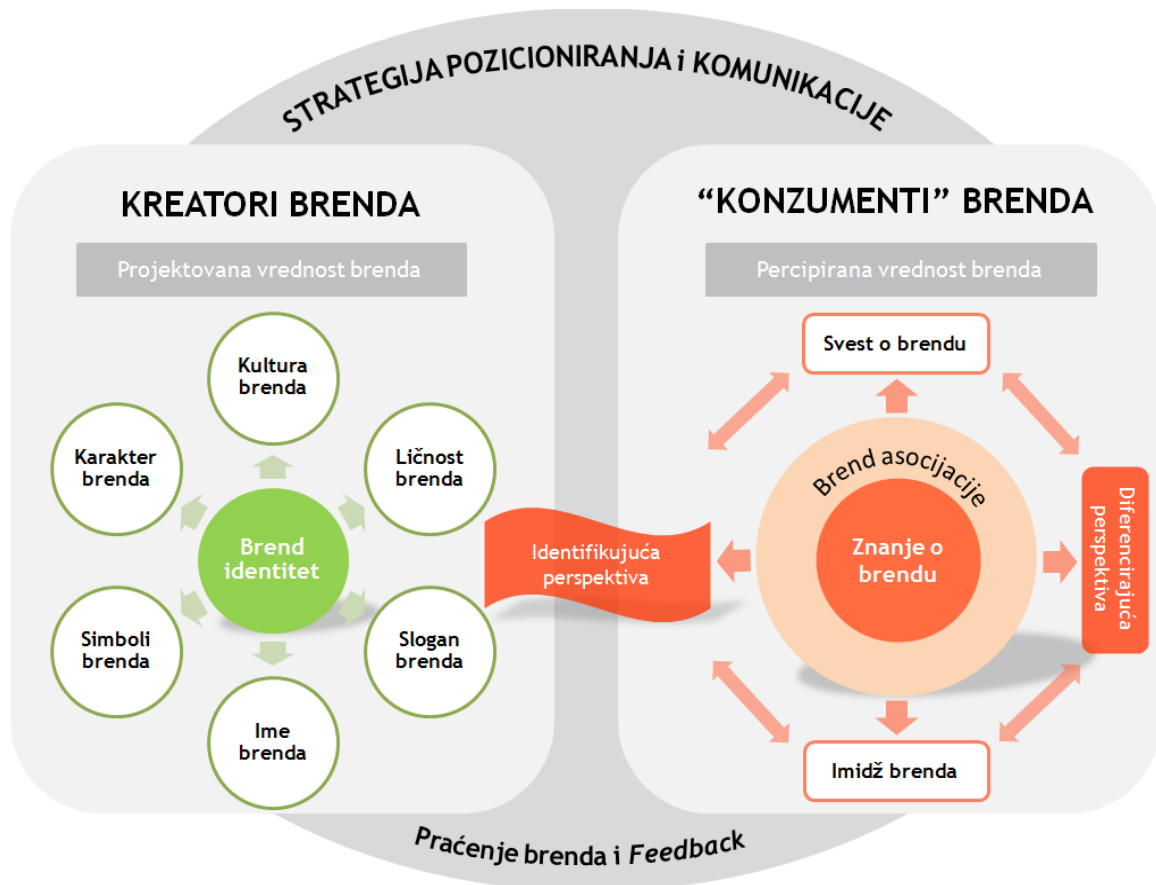 STRATEGIJA POZICIONIRANJA i KOMUNIKACIJE
KREATORI BRENDA
Projektovana vrednost brenda
Kultura
brenda
Karakter
brenda
Ličnost
brenda
Brend
identitet
Simboli
brenda
Slogan
brenda
Ime
brenda
Identifikujuća
perspektiva
“KONZUMENTI” BRENDA
Percipirana vrednost brenda
Svest o brendu
Brend asocijacije
Znanje o
brendu
Diferencirajuća
perspektiva
Imidž brenda
Praćenje brenda i Feedback